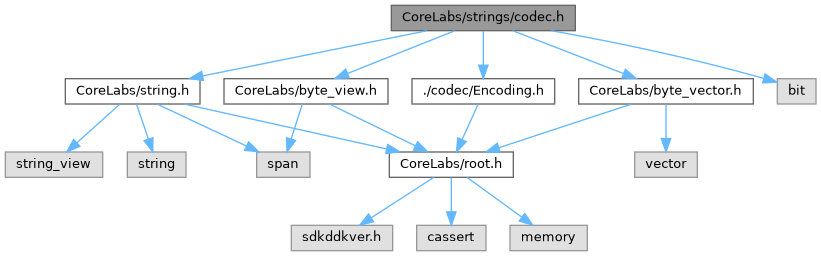 CoreLabs/strings/codec.h
CoreLabs/string.h
CoreLabs/byte_view.h
./codec/Encoding.h
CoreLabs/byte_vector.h
bit
string_view
string
span
CoreLabs/root.h
vector
sdkddkver.h
cassert
memory